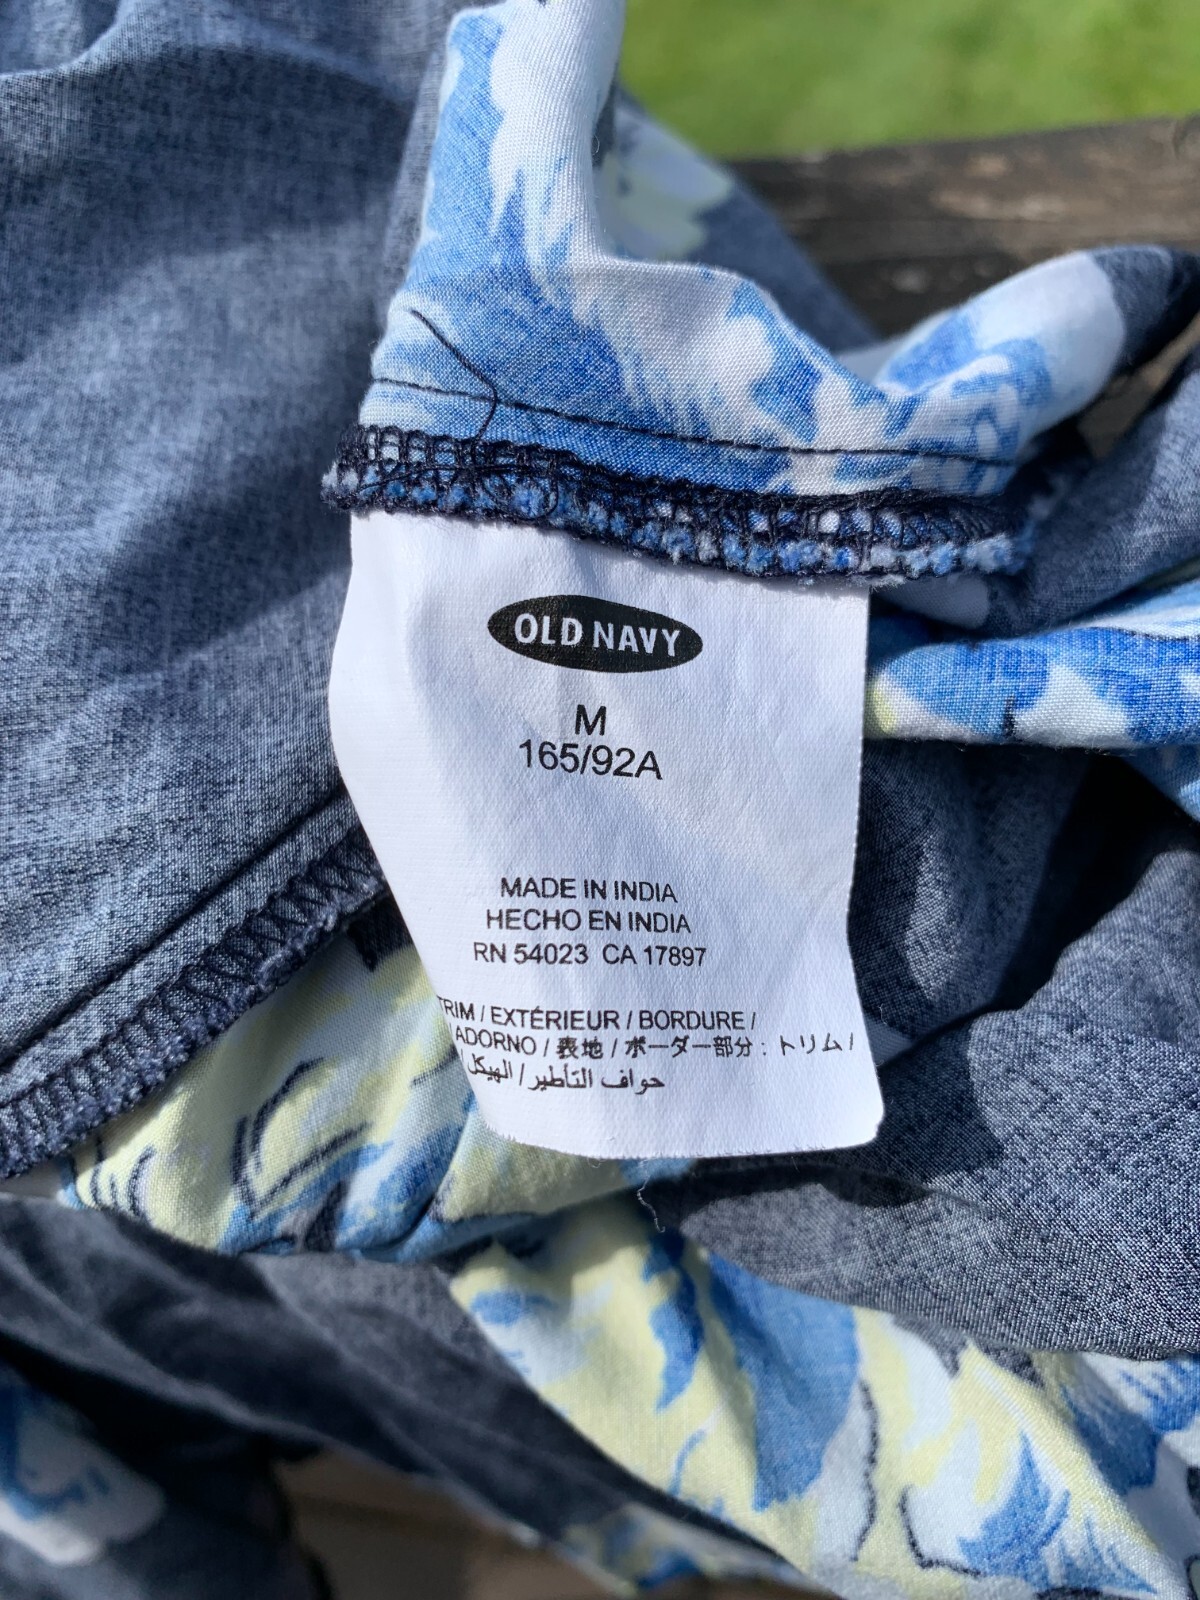 OLD NAVY
M
165/92A
MADE IN INDIA
HECHO EN INDIA
RN 54023 CA 17897
TRIM / EXTÉRIEUR / BORDURE /
ADORNO / 表地 / ボーダー部分 : トリム /
حواف التأطير / الهيكل /